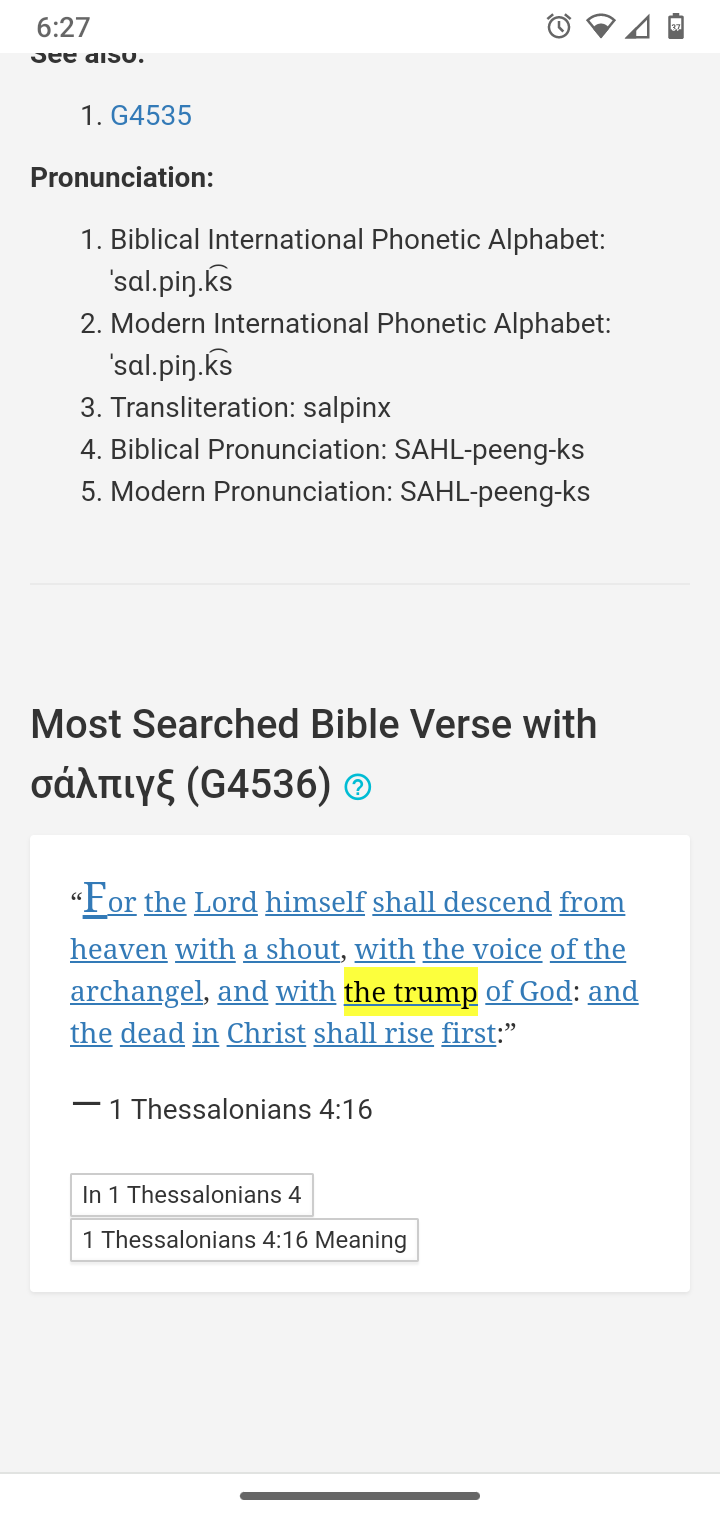 6:27
37
See also:
1. G4535
Pronunciation:
1. Biblical International Phonetic Alphabet:
ˈsɑl.piŋ.k͡s
2. Modern International Phonetic Alphabet:
ˈsɑl.piŋ.k͡s
3. Transliteration: salpinx
4. Biblical Pronunciation: SAHL-peeng-ks
5. Modern Pronunciation: SAHL-peeng-ks
Most Searched Bible Verse with
σάλπιγξ (G4536) ?
“For the Lord himself shall descend from
heaven with a shout, with the voice of the
archangel, and with the trump of God: and
the dead in Christ shall rise first:”
— 1 Thessalonians 4:16
In 1 Thessalonians 4
1 Thessalonians 4:16 Meaning